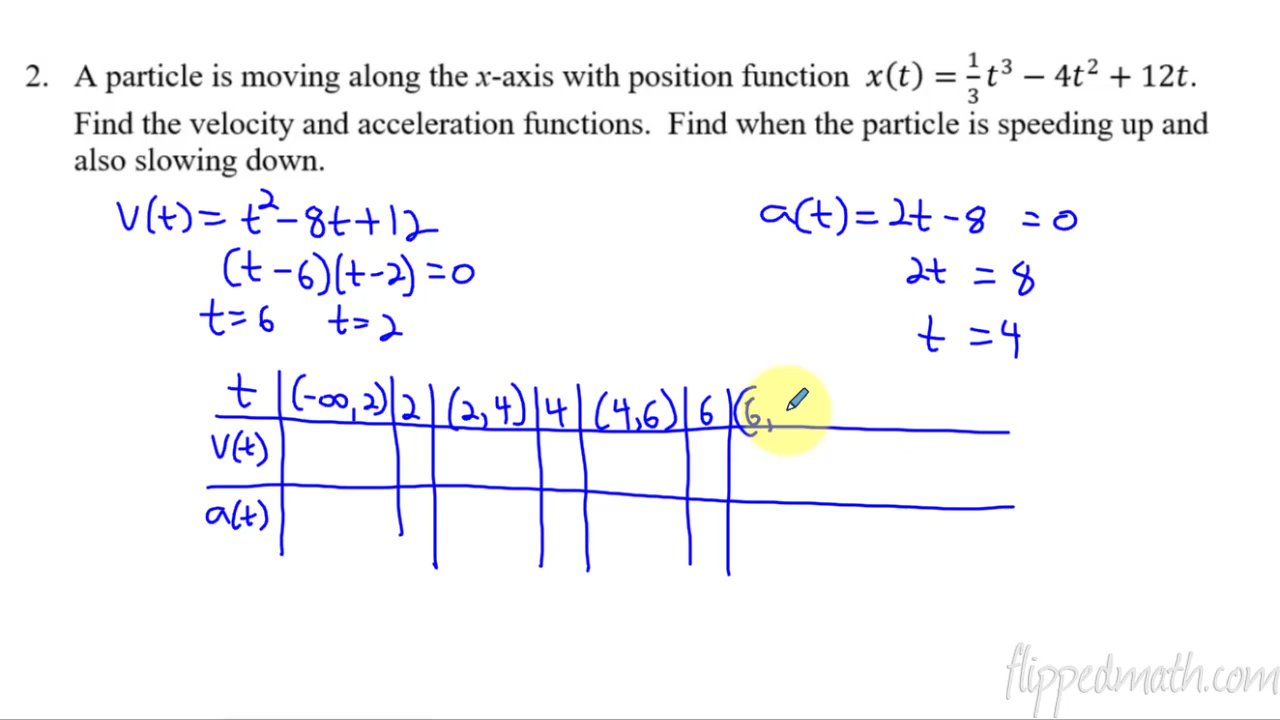 2. A particle is moving along the x-axis with position function x(t) = 1/3 t³ − 4t² + 12t.
Find the velocity and acceleration functions. Find when the particle is speeding up and
also slowing down.
v(t) = t² - 8t + 12
(t - 6)(t - 2) = 0
t = 6 t = 2
a(t) = 2t - 8 = 0
2t = 8
t = 4
t (-∞, 2) 2 (2, 4) 4 (4, 6) 6 (6,
v(t)
a(t)
flippedmath.com